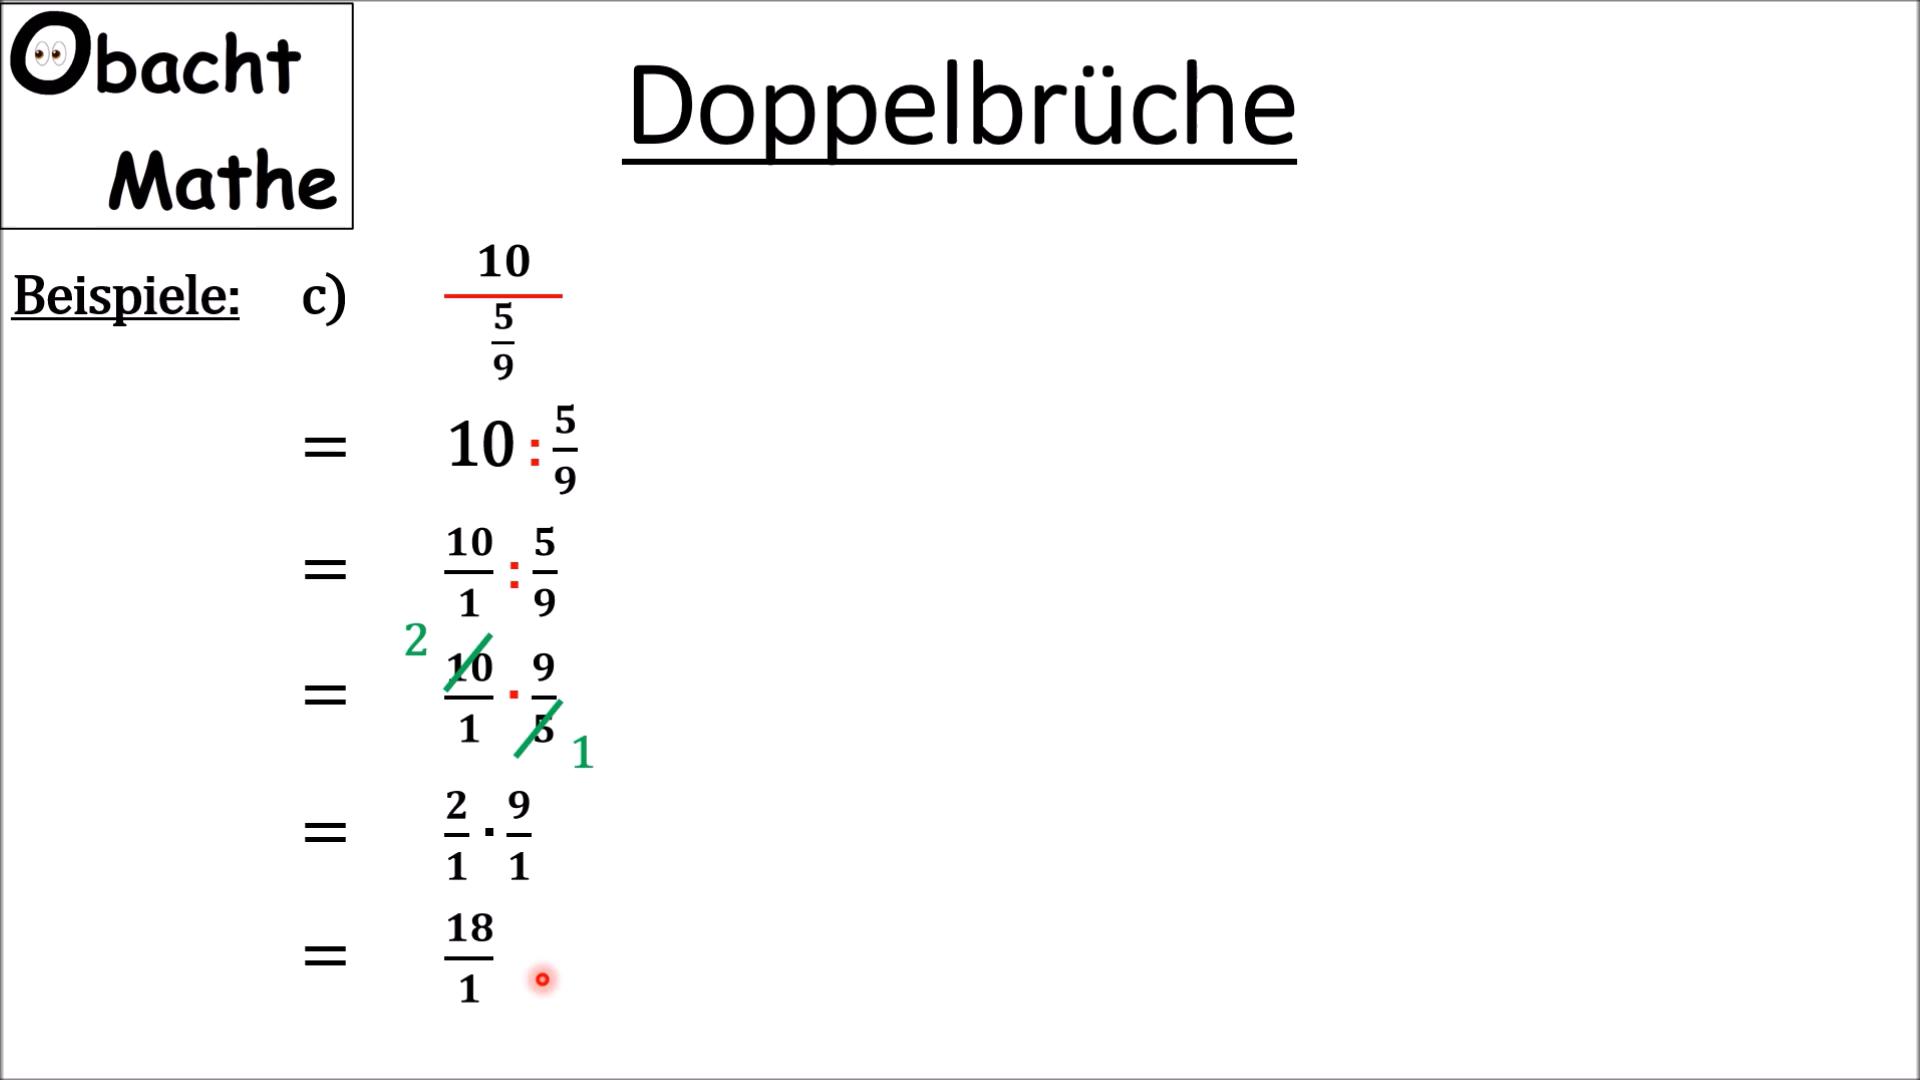 Obacht
Mathe
Doppelbrüche
Beispiele: c) 10
5
9
= 10 : 5/9
= 10/1 : 5/9
2
= 10/1 · 9/5
1
= 2/1 · 9/1
= 18/1